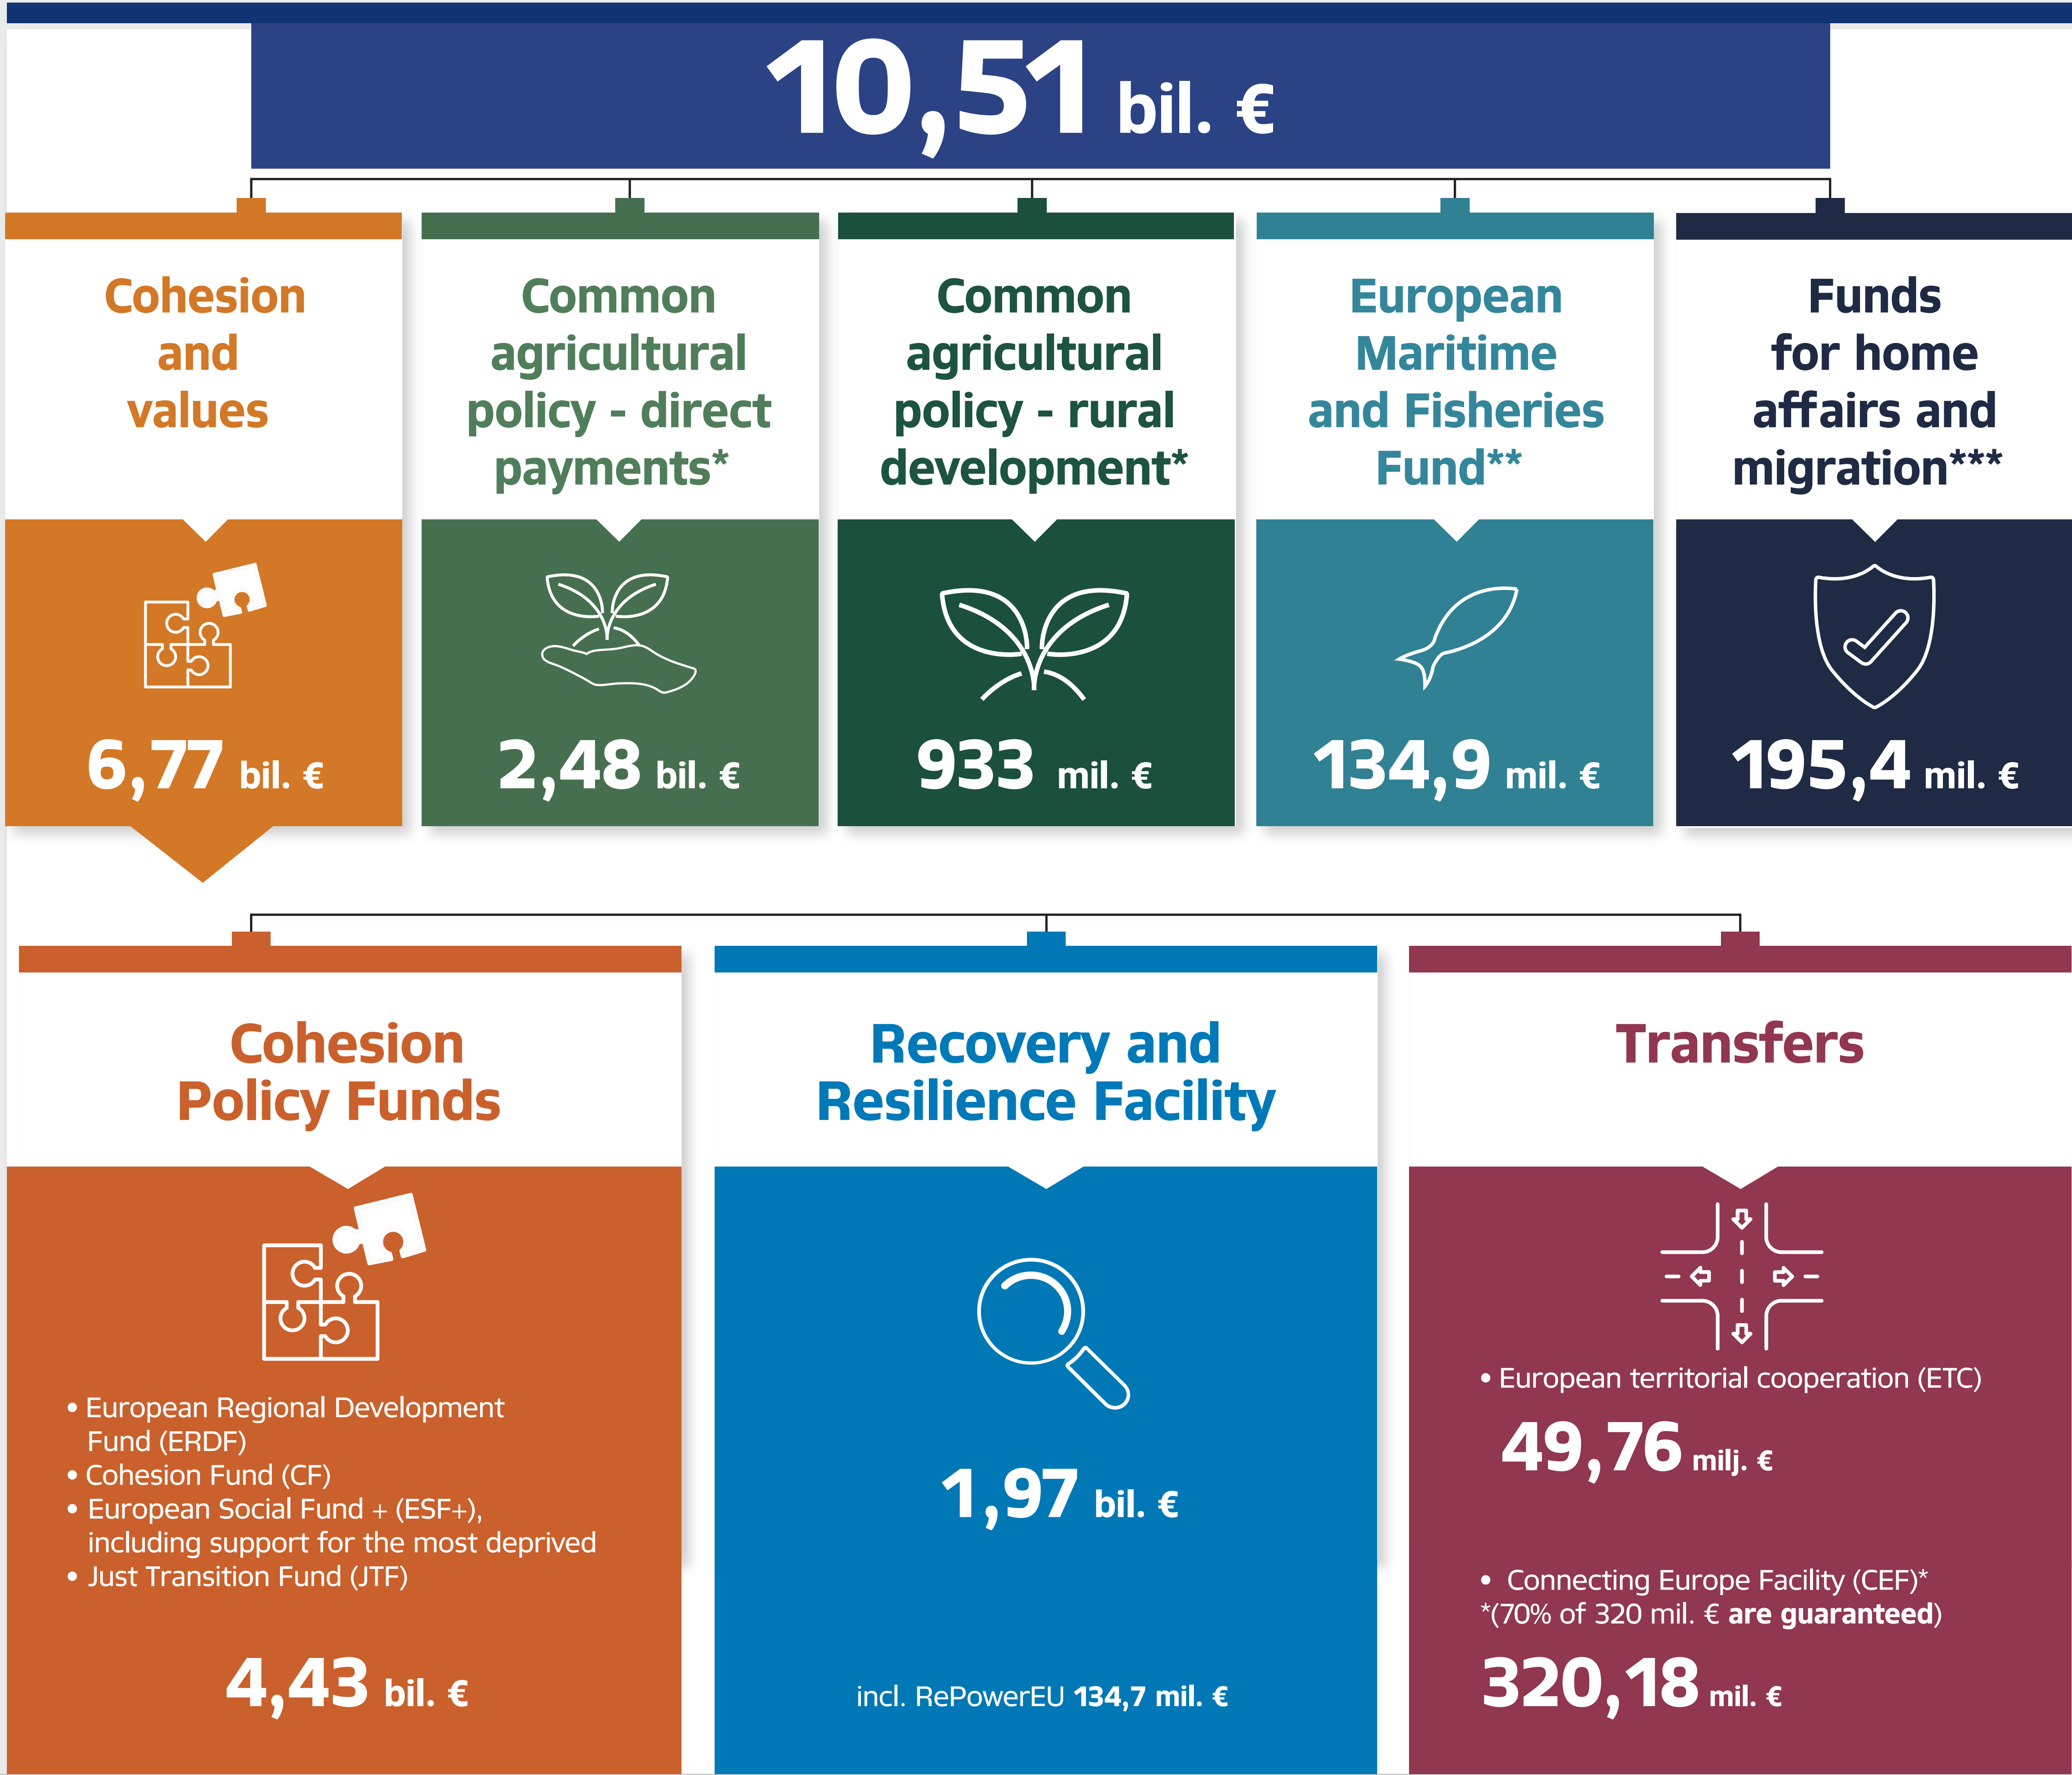 10,51 bil. €
Cohesion
and
values
6,77 bil. €
Common
agricultural
policy - direct
payments*
2,48 bil. €
Common
agricultural
policy - rural
development*
933 mil. €
European
Maritime
and Fisheries
Fund**
134,9 mil. €
Funds
for home
affairs and
migration***
195,4 mil. €
Cohesion
Policy Funds
• European Regional Development
Fund (ERDF)
• Cohesion Fund (CF)
• European Social Fund + (ESF+),
including support for the most deprived
• Just Transition Fund (JTF)
4,43 bil. €
Recovery and
Resilience Facility
1,97 bil. €
incl. RePowerEU 134,7 mil. €
Transfers
• European territorial cooperation (ETC)
49,76 milj. €
• Connecting Europe Facility (CEF)*
*(70% of 320 mil. € are guaranteed)
320,18 mil. €